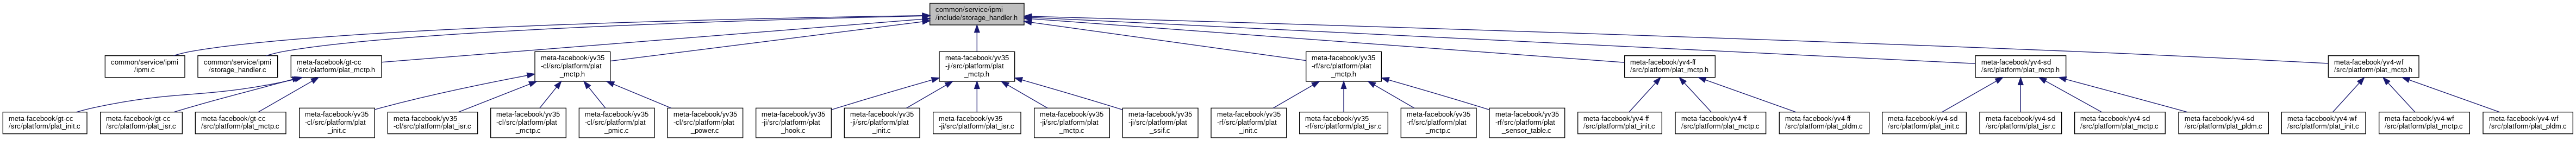 common/service/ipmi
/include/storage_handler.h
common/service/ipmi
/ipmi.c
common/service/ipmi
/storage_handler.c
meta-facebook/gt-cc
/src/platform/plat_mctp.h
meta-facebook/yv35
-cl/src/platform/plat
_mctp.h
meta-facebook/yv35
-ji/src/platform/plat
_mctp.h
meta-facebook/yv35
-rf/src/platform/plat
_mctp.h
meta-facebook/yv4-ff
/src/platform/plat_mctp.h
meta-facebook/yv4-sd
/src/platform/plat_mctp.h
meta-facebook/yv4-wf
/src/platform/plat_mctp.h
meta-facebook/gt-cc
/src/platform/plat_init.c
meta-facebook/gt-cc
/src/platform/plat_isr.c
meta-facebook/gt-cc
/src/platform/plat_mctp.c
meta-facebook/yv35
-cl/src/platform/plat
_init.c
meta-facebook/yv35
-cl/src/platform/plat_isr.c
meta-facebook/yv35
-cl/src/platform/plat
_mctp.c
meta-facebook/yv35
-cl/src/platform/plat
_pmic.c
meta-facebook/yv35
-cl/src/platform/plat
_power.c
meta-facebook/yv35
-ji/src/platform/plat
_hook.c
meta-facebook/yv35
-ji/src/platform/plat
_init.c
meta-facebook/yv35
-ji/src/platform/plat_isr.c
meta-facebook/yv35
-ji/src/platform/plat
_mctp.c
meta-facebook/yv35
-ji/src/platform/plat
_ssif.c
meta-facebook/yv35
-rf/src/platform/plat
_init.c
meta-facebook/yv35
-rf/src/platform/plat_isr.c
meta-facebook/yv35
-rf/src/platform/plat
_mctp.c
meta-facebook/yv35
-rf/src/platform/plat
_sensor_table.c
meta-facebook/yv4-ff
/src/platform/plat_init.c
meta-facebook/yv4-ff
/src/platform/plat_mctp.c
meta-facebook/yv4-ff
/src/platform/plat_pldm.c
meta-facebook/yv4-sd
/src/platform/plat_init.c
meta-facebook/yv4-sd
/src/platform/plat_isr.c
meta-facebook/yv4-sd
/src/platform/plat_mctp.c
meta-facebook/yv4-sd
/src/platform/plat_pldm.c
meta-facebook/yv4-wf
/src/platform/plat_init.c
meta-facebook/yv4-wf
/src/platform/plat_mctp.c
meta-facebook/yv4-wf
/src/platform/plat_pldm.c